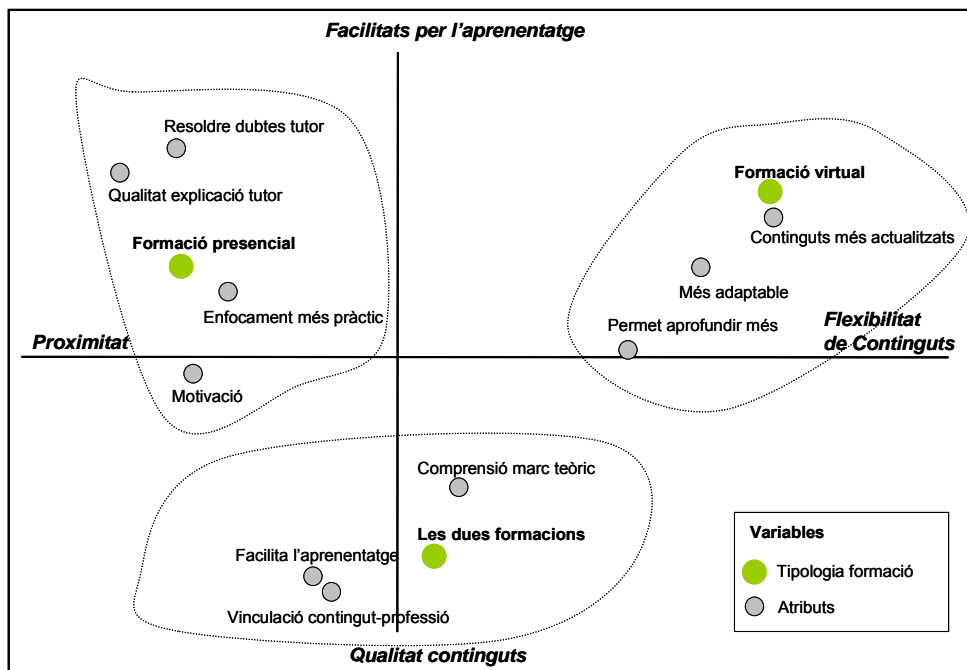 Facilitats per l'aprenentatge
Resoldre dubtes tutor
Qualitat explicació tutor
Formació presencial
Enfocament més pràctic
Proximitat
Motivació
Formació virtual
Continguts més actualitzats
Més adaptable
Permet aprofundir més
Flexibilitat
de Continguts
Comprensió marc teòric
Les dues formacions
Facilita l'aprenentatge
Vinculació contingut-professió
Qualitat continguts
Variables
Tipologia formació
Atributs